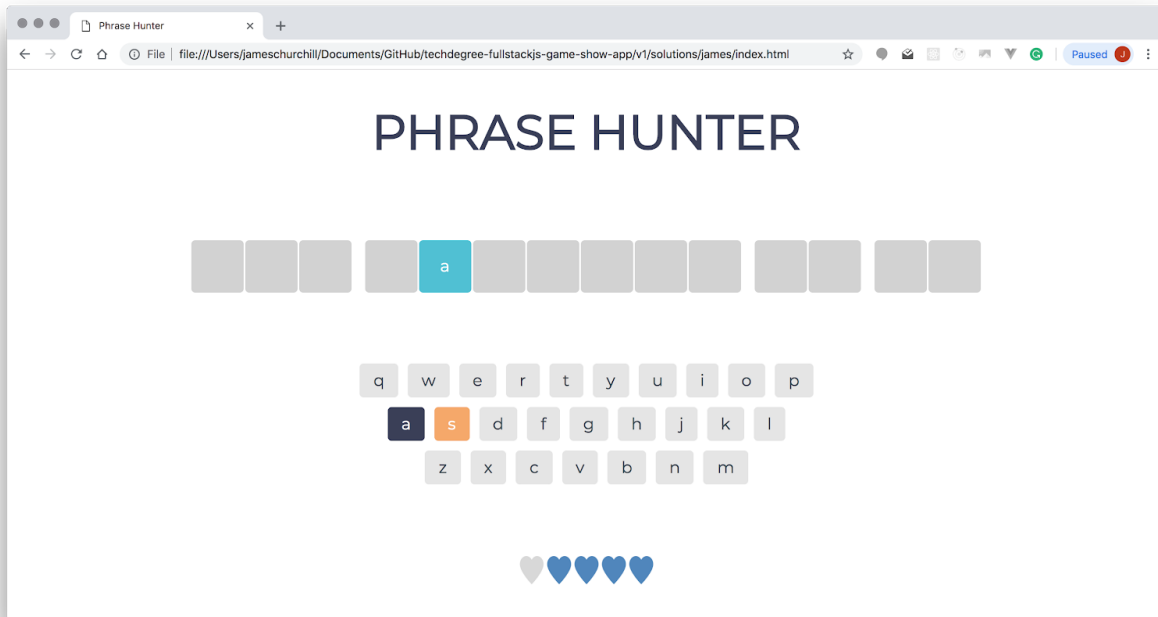 Phrase Hunter
File file:///Users/jameschurchill/Documents/GitHub/techdegree-fullstackjs-game-show-app/v1/solutions/james/index.html Paused J
PHRASE HUNTER
a
q w e r t y u i o p
a s d f g h j k l
z x c v b n m